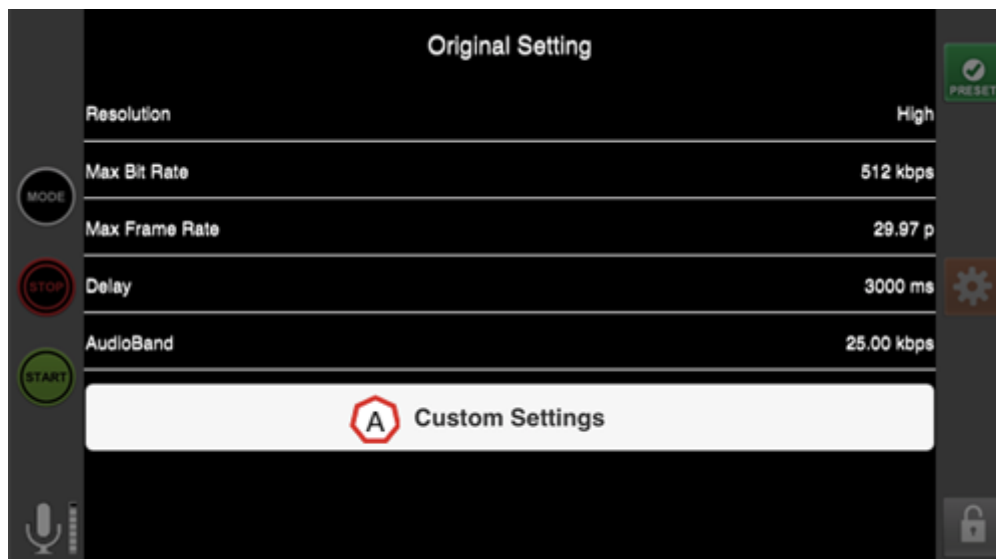 Original Setting
PRESET
Resolution High
Max Bit Rate 512 kbps
MODE
Max Frame Rate 29.97 p
STOP
Delay 3000 ms
AudioBand 25.00 kbps
START
A Custom Settings